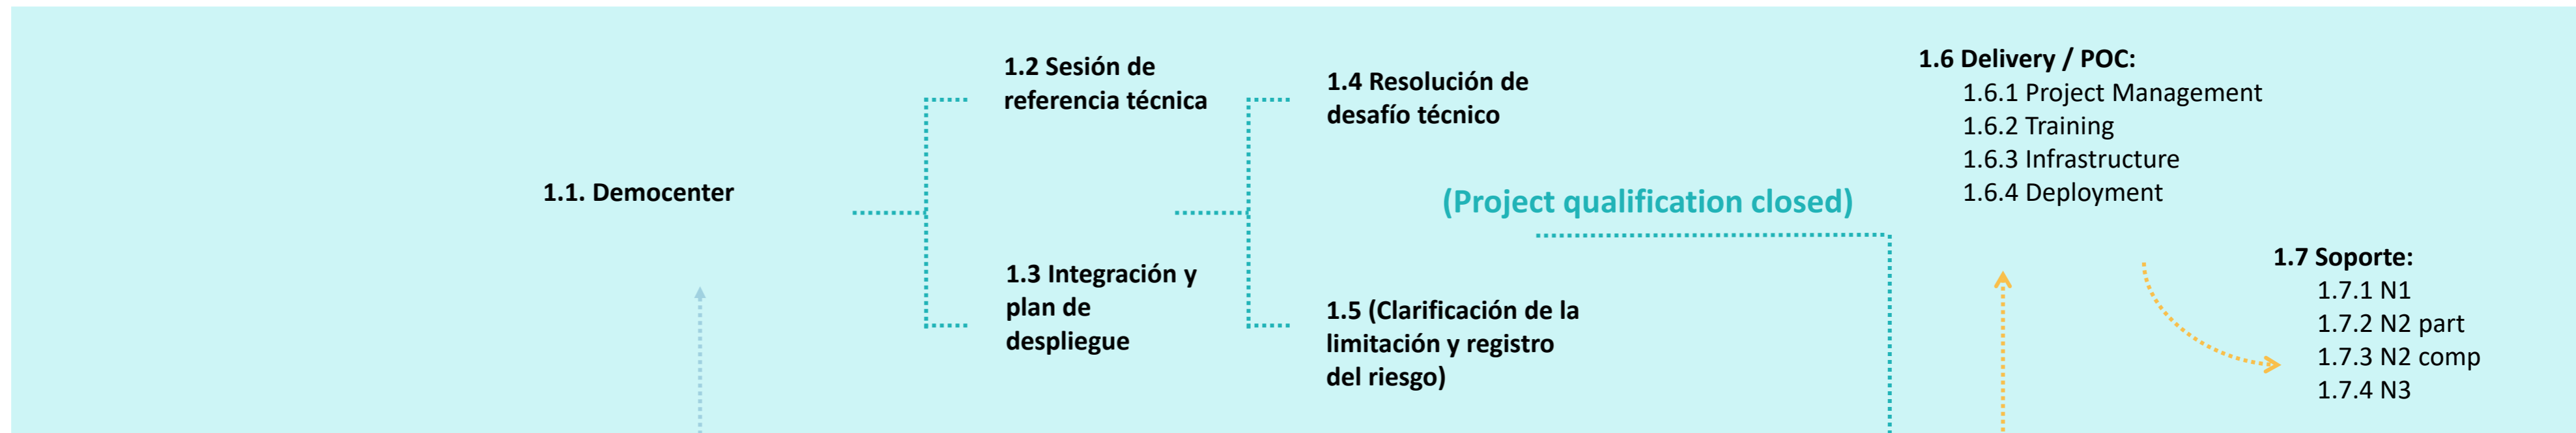 1.1. Democenter
1.2 Sesión de
referencia técnica
1.3 Integración y
plan de
despliegue
1.4 Resolución de
desafío técnico
1.5 (Clarificación de la
limitación y registro
del riesgo)
(Project qualification closed)
1.6 Delivery / POC:
1.6.1 Project Management
1.6.2 Training
1.6.3 Infrastructure
1.6.4 Deployment
1.7 Soporte:
1.7.1 N1
1.7.2 N2 part
1.7.3 N2 comp
1.7.4 N3